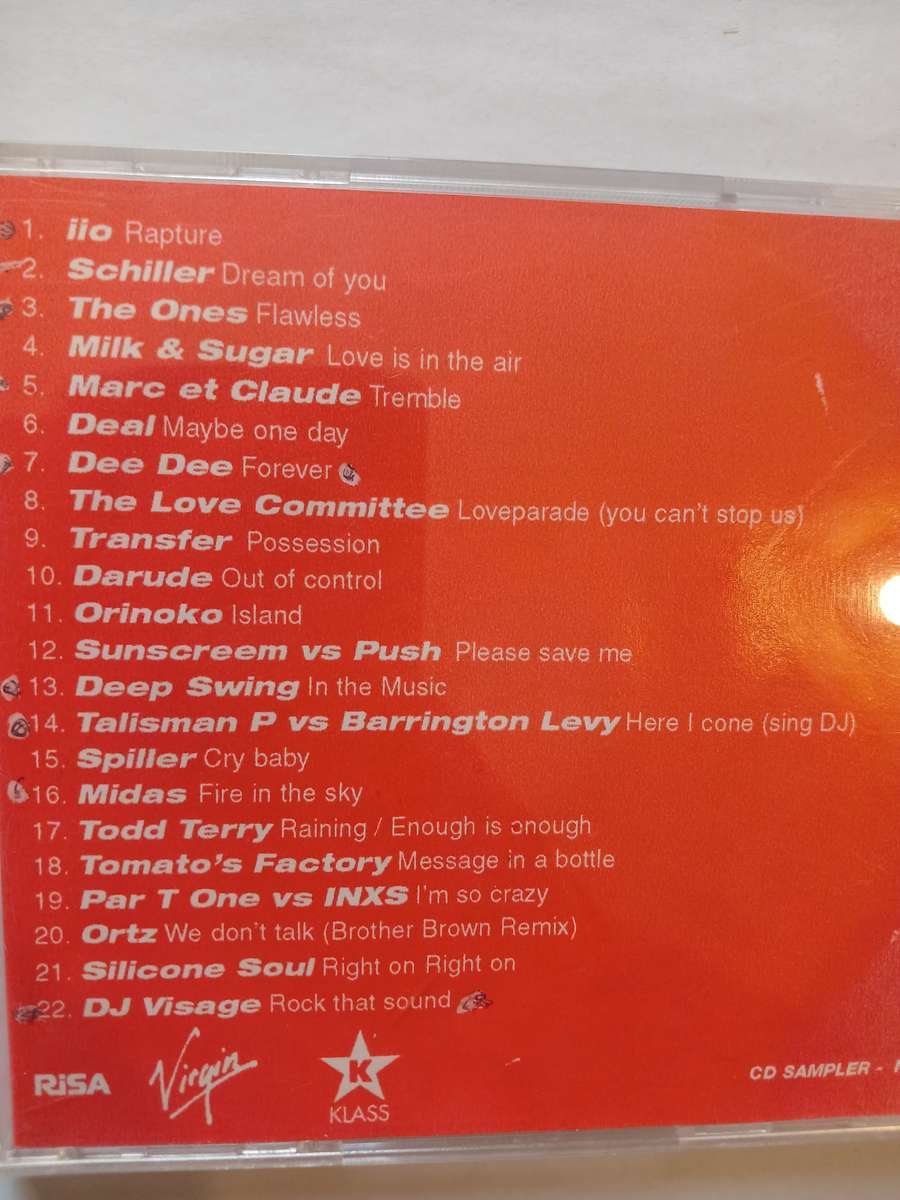 1. iio Rapture
2. Schiller Dream of you
3. The Ones Flawless
4. Milk & Sugar Love is in the air
5. Marc et Claude Tremble
6. Deal Maybe one day
7. Dee Dee Forever
8. The Love Committee Loveparade (you can't stop us)
9. Transfer Possession
10. Darude Out of control
11. Orinoko Island
12. Sunscreem vs Push Please save me
13. Deep Swing In the Music
14. Talisman P vs Barrington Levy Here I cone (sing DJ)
15. Spiller Cry baby
16. Midas Fire in the sky
17. Todd Terry Raining / Enough is enough
18. Tomato's Factory Message in a bottle
19. Par T One vs INXS I'm so crazy
20. Ortz We don't talk (Brother Brown Remix)
21. Silicone Soul Right on Right on
22. DJ Visage Rock that sound
RiSA Virgin K KLASS
CD SAMPLER -